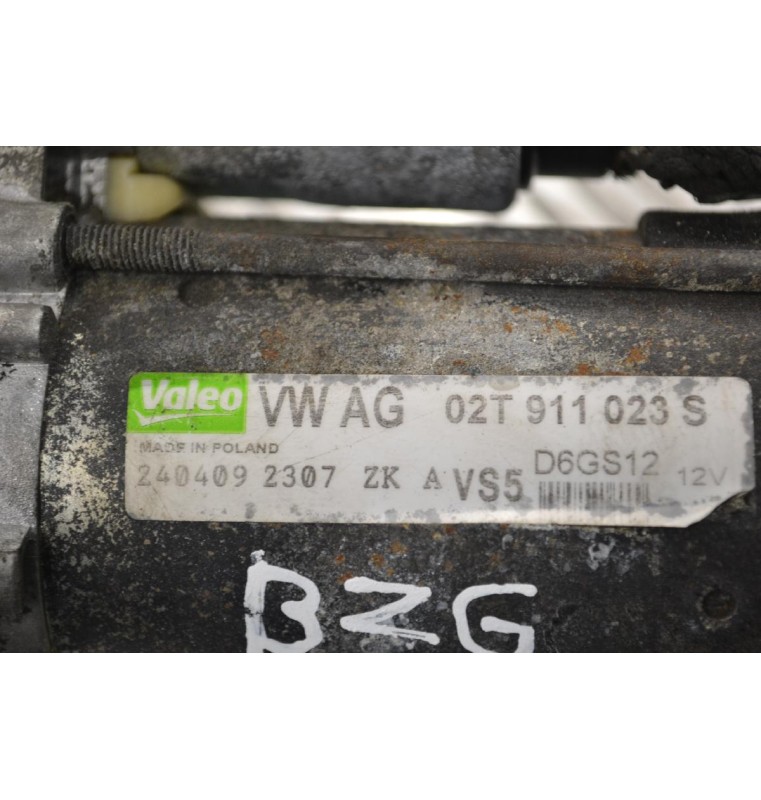 Valeo VW AG 02T 911 023 S
MADE IN POLAND
240409 2307 ZK A VS5 D6GS12 12V
BZG